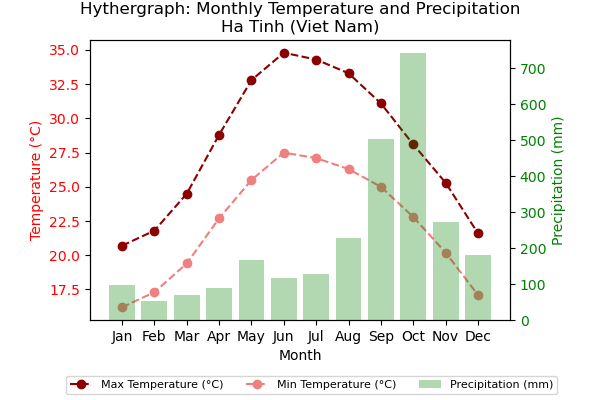 Hythergraph: Monthly Temperature and Precipitation
Ha Tinh (Viet Nam)
35.0
32.5
30.0
27.5
25.0
22.5
20.0
17.5
Temperature (°C)
700
600
500
400
300
200
100
0
Precipitation (mm)
Jan Feb Mar Apr May Jun Jul Aug Sep Oct Nov Dec
Month
Max Temperature (°C) Min Temperature (°C) Precipitation (mm)